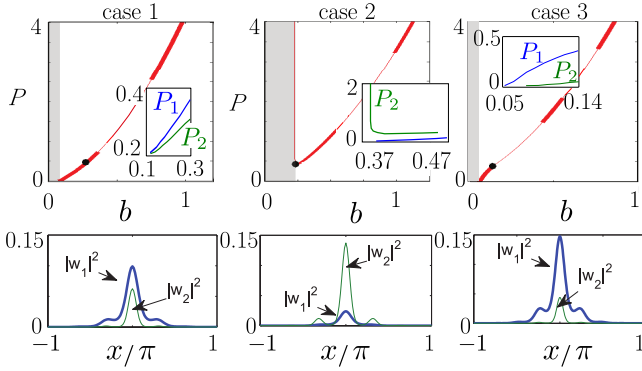 case 1 case 2 case 3
4 4 4
P
0.4 P1 P2 0.2 0.1 0.3
2 P2 0 0.37 0.47
0.5 P1 P2 0 0.05 0.14
0 0 0
0 b 1 0 b 1 0 b 1
0.15 0.15 0.15
|w1|² |w2|² |w2|² |w1|² |w1|² |w2|²
0 0 0
−1 x/π 1 −1 x/π 1 −1 x/π 1